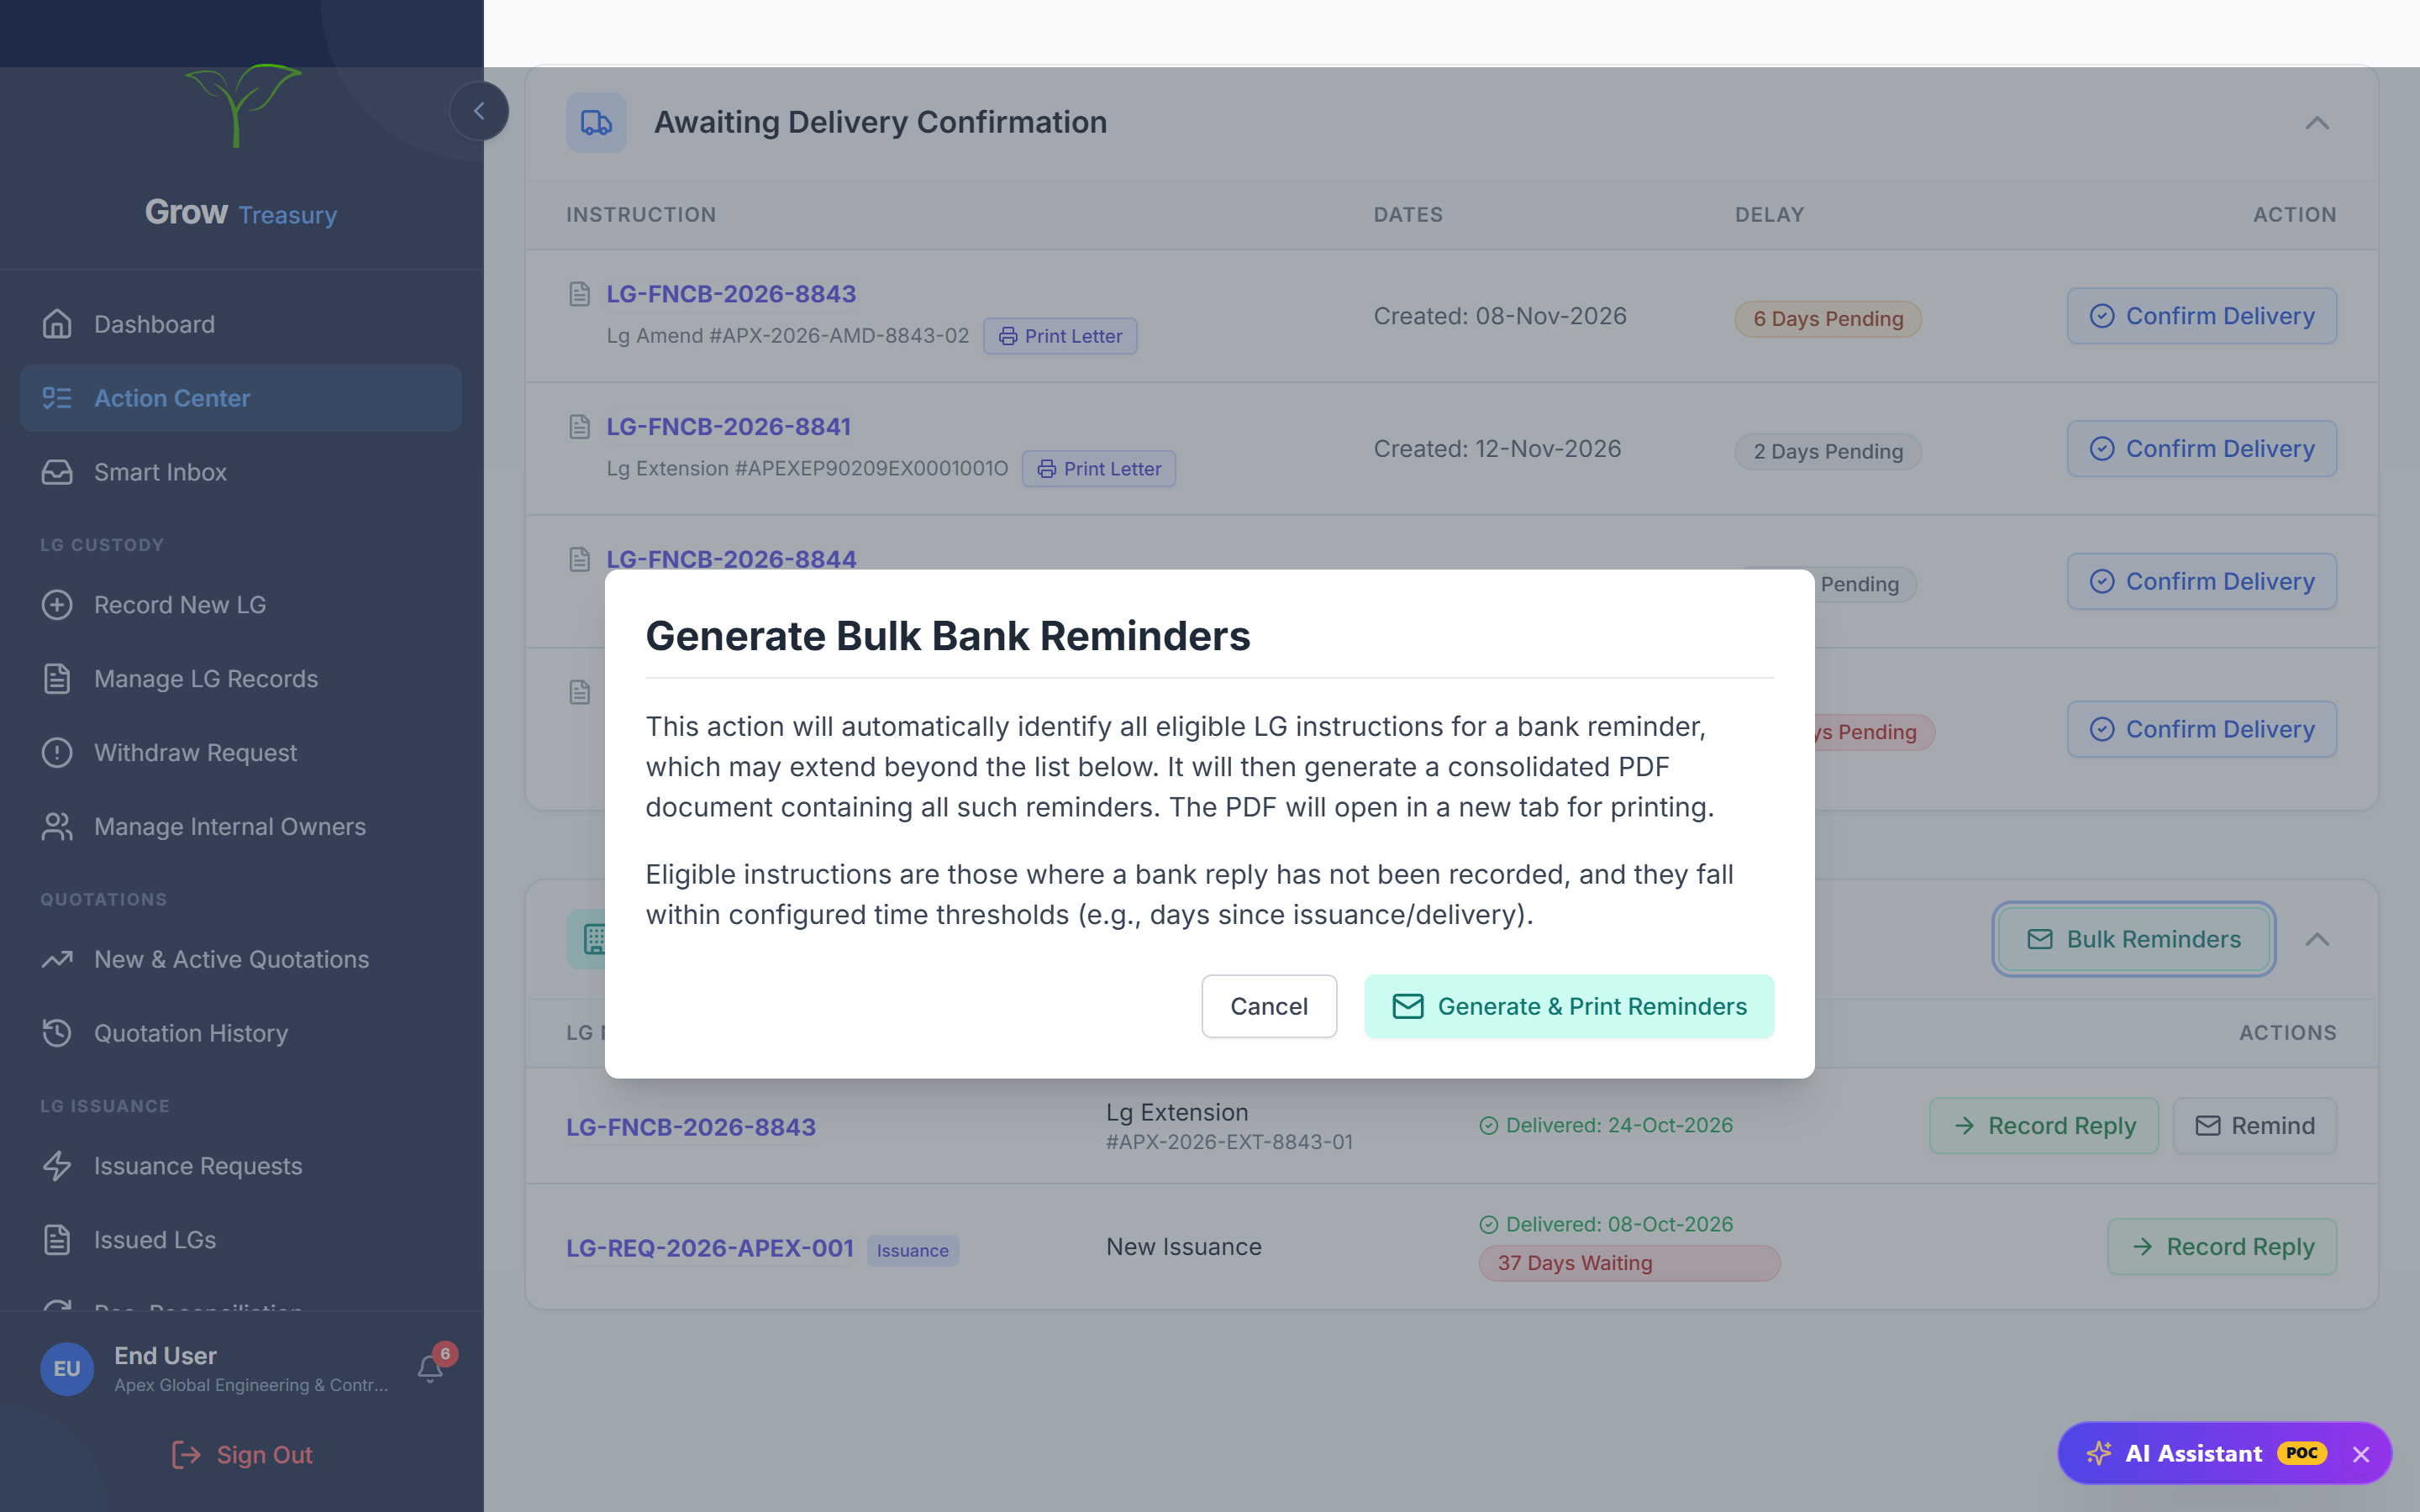 Grow Treasury
Dashboard
Action Center
Smart Inbox
LG CUSTODY
Record New LG
Manage LG Records
Withdraw Request
Manage Internal Owners
QUOTATIONS
New & Active Quotations
Quotation History
LG ISSUANCE
Issuance Requests
Issued LGs
EU
End User
Apex Global Engineering & Contr...
6
Sign Out
Awaiting Delivery Confirmation
INSTRUCTION DATES DELAY ACTION
LG-FNCB-2026-8843
Lg Amend #APX-2026-AMD-8843-02 Print Letter
Created: 08-Nov-2026
6 Days Pending
Confirm Delivery
LG-FNCB-2026-8841
Lg Extension #APEXEP90209EX0001001O Print Letter
Created: 12-Nov-2026
2 Days Pending
Confirm Delivery
LG-FNCB-2026-8844
Pending
Confirm Delivery
Pending
Confirm Delivery
Generate Bulk Bank Reminders
This action will automatically identify all eligible LG instructions for a bank reminder,
which may extend beyond the list below. It will then generate a consolidated PDF
document containing all such reminders. The PDF will open in a new tab for printing.
Eligible instructions are those where a bank reply has not been recorded, and they fall
within configured time thresholds (e.g., days since issuance/delivery).
Cancel
Generate & Print Reminders
Bulk Reminders
LG
ACTIONS
LG-FNCB-2026-8843
Lg Extension
#APX-2026-EXT-8843-01
Delivered: 24-Oct-2026
Record Reply
Remind
LG-REQ-2026-APEX-001 Issuance
New Issuance
Delivered: 08-Oct-2026
37 Days Waiting
Record Reply
AI Assistant POC